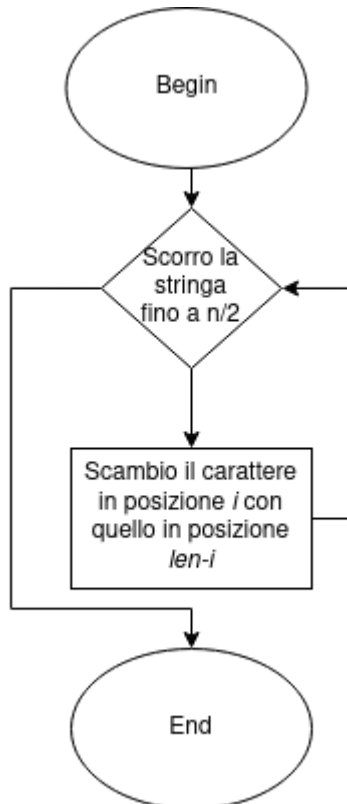 Begin
Scorro la
stringa
fino a n/2
Scambio il carattere
in posizione i con
quello in posizione
len-i
End